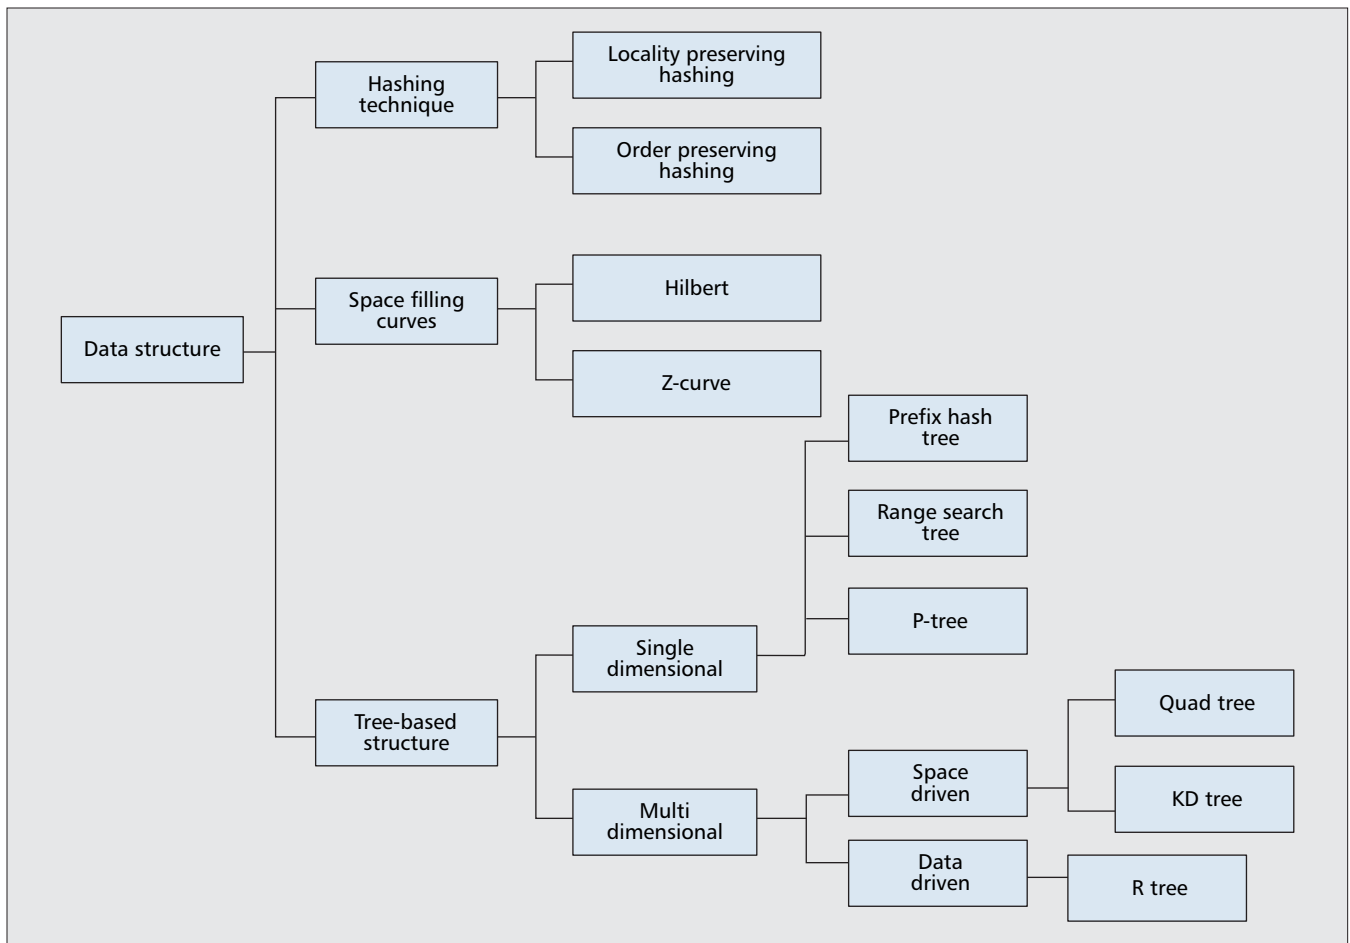 Locality preserving
hashing
Hashing
technique
Order preserving
hashing
Space filling
curves
Hilbert
Data structure
Z-curve
Prefix hash
tree
Range search
tree
P-tree
Single
dimensional
Tree-based
structure
Quad tree
Space
driven
Multi
dimensional
KD tree
Data
driven
R tree